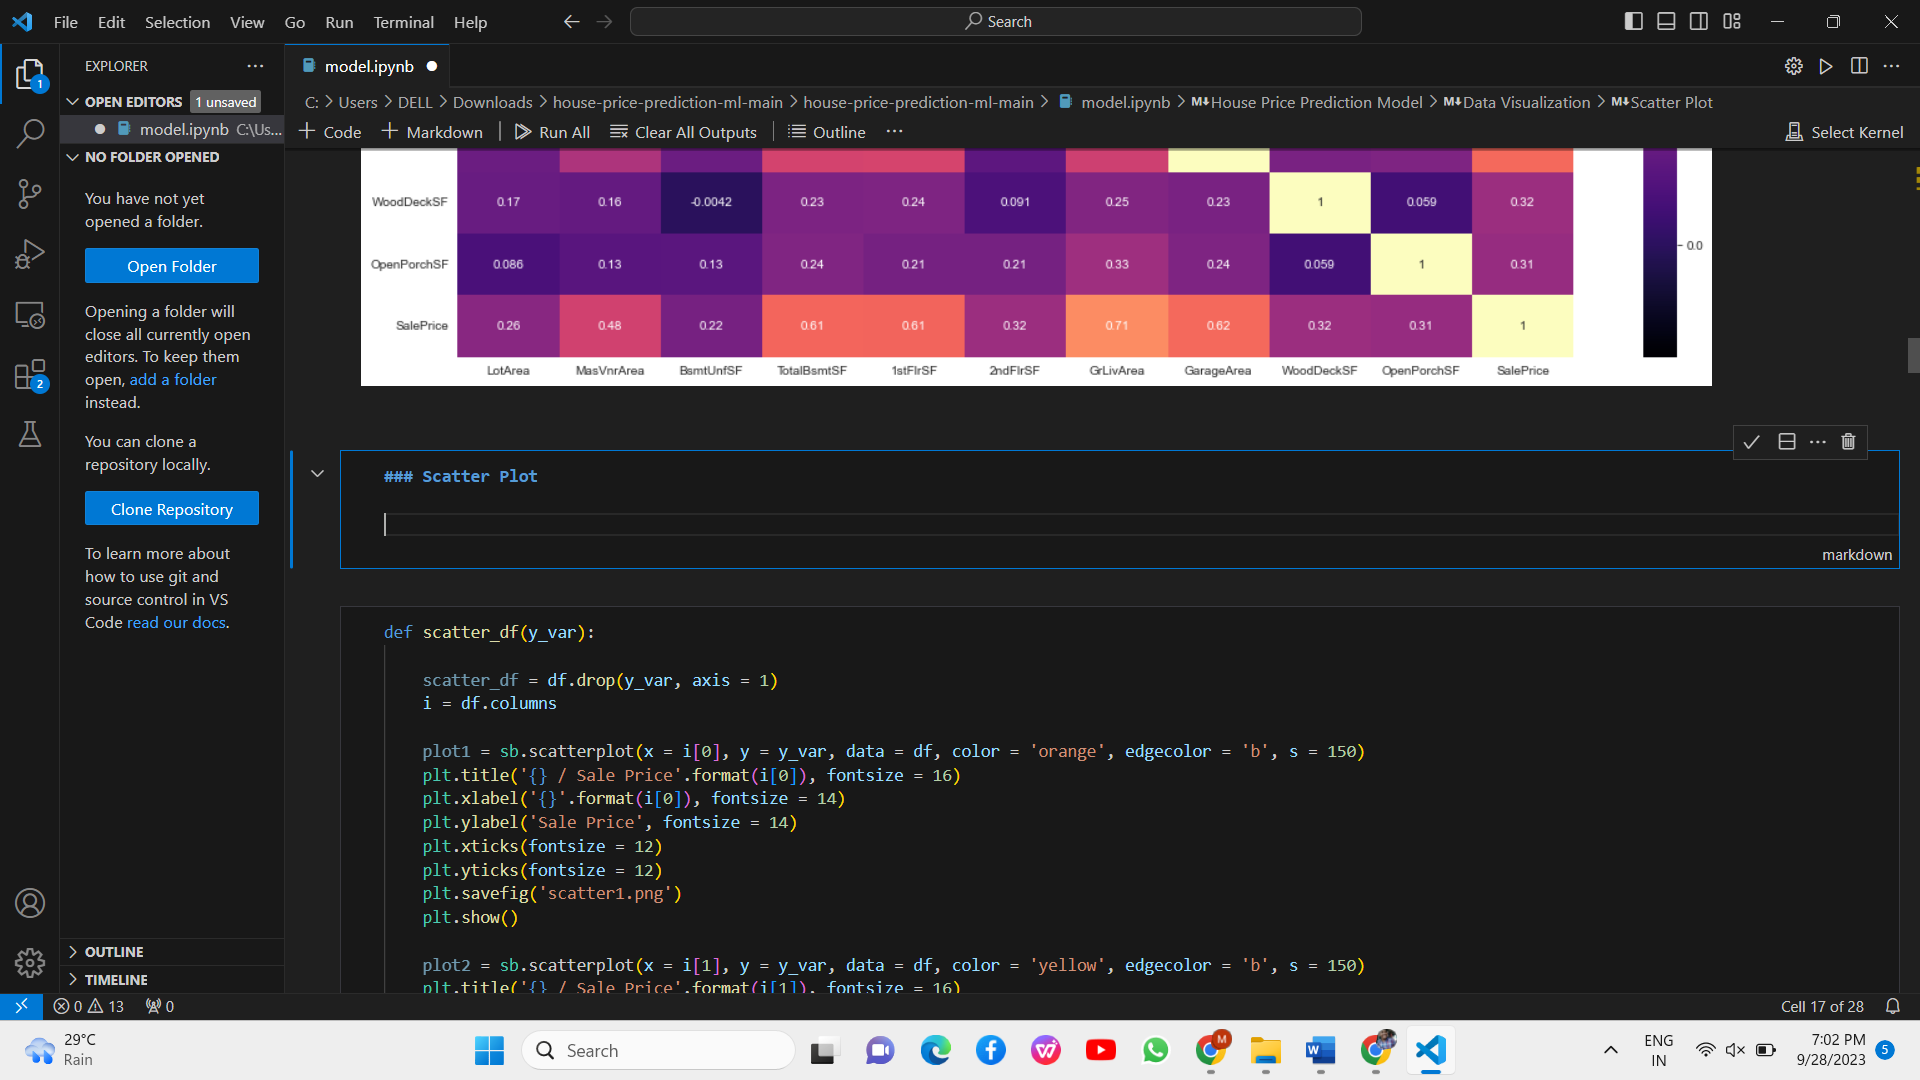 File Edit Selection View Go Run Terminal Help
Search
EXPLORER
model.ipynb
OPEN EDITORS 1 unsaved
model.ipynb C:\Us...
NO FOLDER OPENED
You have not yet
opened a folder.
Open Folder
Opening a folder will
close all currently open
editors. To keep them
open, add a folder
instead.
You can clone a
repository locally.
Clone Repository
To learn more about
how to use git and
source control in VS
Code read our docs.
OUTLINE
TIMELINE
1
2
C: > Users > DELL > Downloads > house-price-prediction-ml-main > house-price-prediction-ml-main > model.ipynb > M↓House Price Prediction Model > M↓Data Visualization > M↓Scatter Plot
+ Code + Markdown Run All Clear All Outputs Outline ... Select Kernel
WoodDeckSF 0.17 0.16 -0.0042 0.23 0.24 0.091 0.25 0.23 1 0.059 0.32
- 0.0
OpenPorchSF 0.086 0.13 0.13 0.24 0.21 0.21 0.33 0.24 0.059 1 0.31
SalePrice 0.26 0.48 0.22 0.61 0.61 0.32 0.71 0.62 0.32 0.31 1
LotArea MasVnrArea BsmtUnfSF TotalBsmtSF 1stFlrSF 2ndFlrSF GrLivArea GarageArea WoodDeckSF OpenPorchSF SalePrice
### Scatter Plot
markdown
def scatter_df(y_var):
scatter_df = df.drop(y_var, axis = 1)
i = df.columns
plot1 = sb.scatterplot(x = i[0], y = y_var, data = df, color = 'orange', edgecolor = 'b', s = 150)
plt.title('{} / Sale Price'.format(i[0]), fontsize = 16)
plt.xlabel('{}'.format(i[0]), fontsize = 14)
plt.ylabel('Sale Price', fontsize = 14)
plt.xticks(fontsize = 12)
plt.yticks(fontsize = 12)
plt.savefig('scatter1.png')
plt.show()
plot2 = sb.scatterplot(x = i[1], y = y_var, data = df, color = 'yellow', edgecolor = 'b', s = 150)
plt.title('{} / Sale Price'.format(i[1]), fontsize = 16)
0 13 0 Cell 17 of 28
29°C
Rain
Search
M
W
ENG
IN
7:02 PM
9/28/2023
5